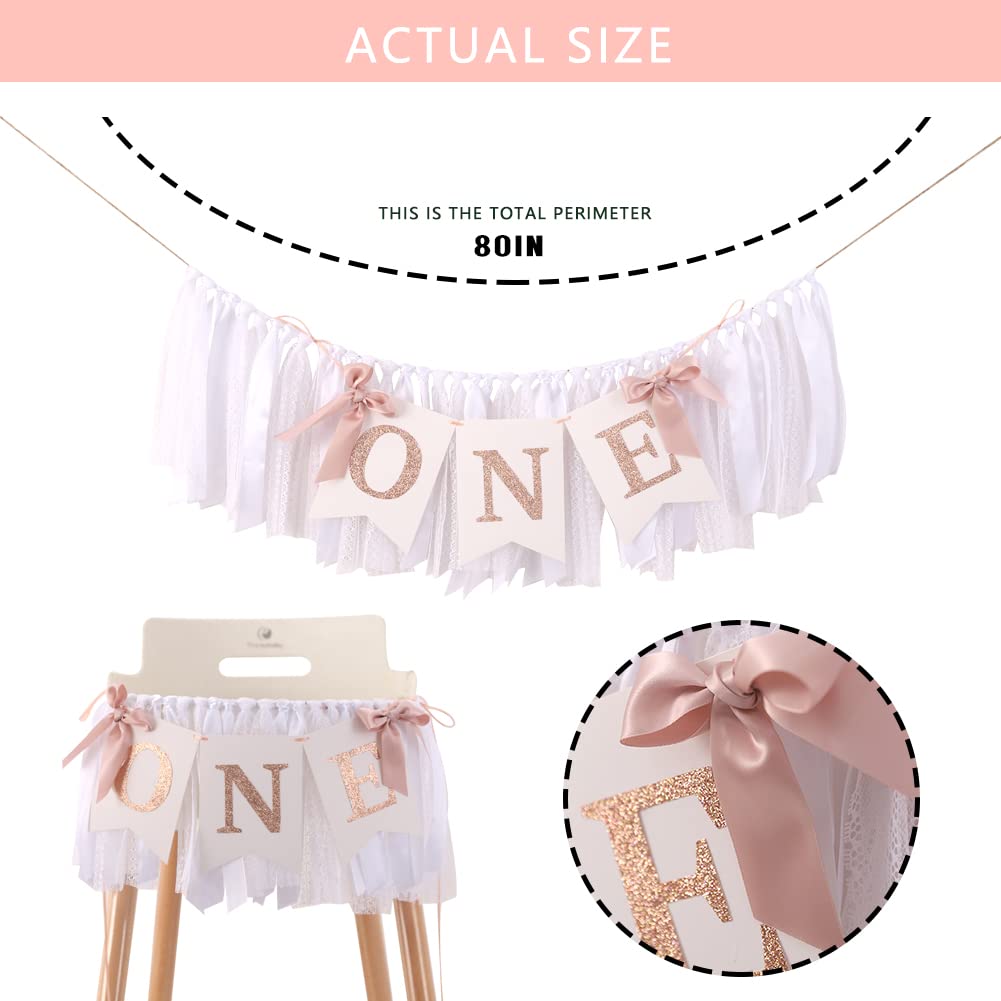 ACTUAL SIZE
THIS IS THE TOTAL PERIMETER
80IN
ONE
ONE
E